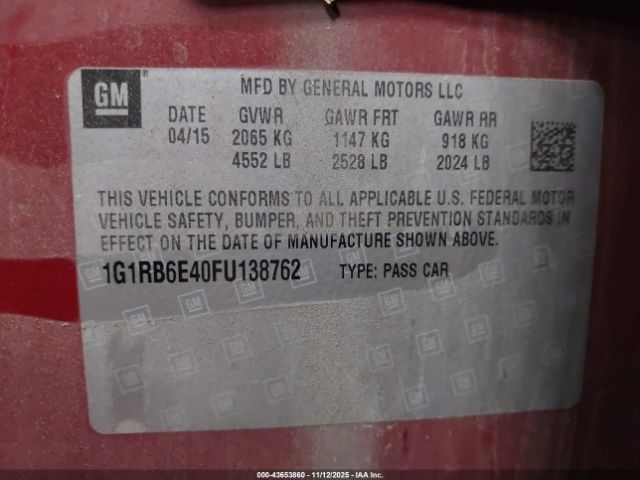 GM
MFD BY GENERAL MOTORS LLC
DATE GVWR GAWR FRT GAWR RR
04/15 2065 KG 1147 KG 918 KG
4552 LB 2528 LB 2024 LB
THIS VEHICLE CONFORMS TO ALL APPLICABLE U.S. FEDERAL MOTOR
VEHICLE SAFETY, BUMPER, AND THEFT PREVENTION STANDARDS IN
EFFECT ON THE DATE OF MANUFACTURE SHOWN ABOVE.
1G1RB6E40FU138762 TYPE: PASS CAR
000-43653860 - 11/12/2025 - IAA Inc.